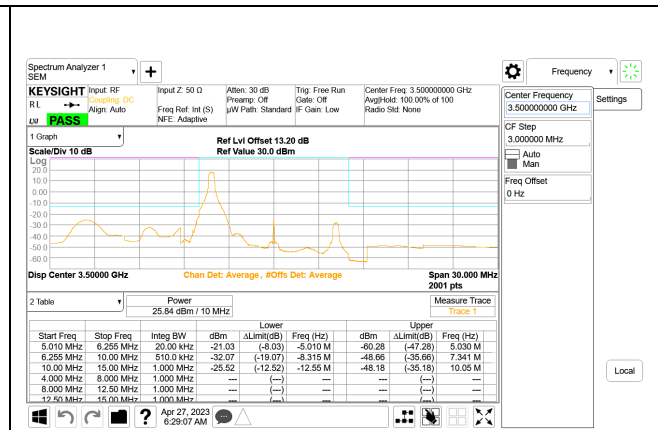 Spectrum Analyzer 1
SEM
Frequency
KEYSIGHT
Input: RF
Coupling: DC
Align: Auto
Input Z: 50 Ω
Freq Ref: Int (S)
NFE: Adaptive
Atten: 30 dB
Preamp: Off
µW Path: Standard
Trig: Free Run
Gate: Off
IF Gain: Low
Center Freq: 3.500000000 GHz
Avg|Hold: 100.00% of 100
Radio Std: None
RL
PASS
Center Frequency
3.500000000 GHz
Settings
CF Step
3.000000 MHz
Auto
Man
Freq Offset
0 Hz
1 Graph
Scale/Div 10 dB
Ref Lvl Offset 13.20 dB
Ref Value 30.0 dBm
Log
20.0
10.0
0.00
-10.0
-20.0
-30.0
-40.0
-50.0
-60.0
Disp Center 3.50000 GHz
Chan Det: Average, #Offs Det: Average
Span 30.000 MHz
2001 pts
2 Table
Power
25.84 dBm / 10 MHz
Measure Trace
Trace 1
Lower Upper
Start Freq Stop Freq Integ BW dBm ΔLimit(dB) Freq (Hz) dBm ΔLimit(dB) Freq (Hz)
5.010 MHz 6.255 MHz 20.00 kHz -21.03 (-8.03) -5.010 M -60.28 (-47.28) 5.030 M
6.255 MHz 10.00 MHz 510.0 kHz -32.07 (-19.07) -8.315 M -48.66 (-35.66) 7.341 M
10.00 MHz 15.00 MHz 1.000 MHz -25.52 (-12.52) -12.55 M -48.18 (-35.18) 10.05 M
4.000 MHz 8.000 MHz 1.000 MHz --- (---) --- --- (---) ---
8.000 MHz 12.50 MHz 1.000 MHz --- (---) --- --- (---) ---
12.50 MHz 15.00 MHz 1.000 MHz --- (---) --- --- (---) ---
Local
?
Apr 27, 2023
6:29:07 AM